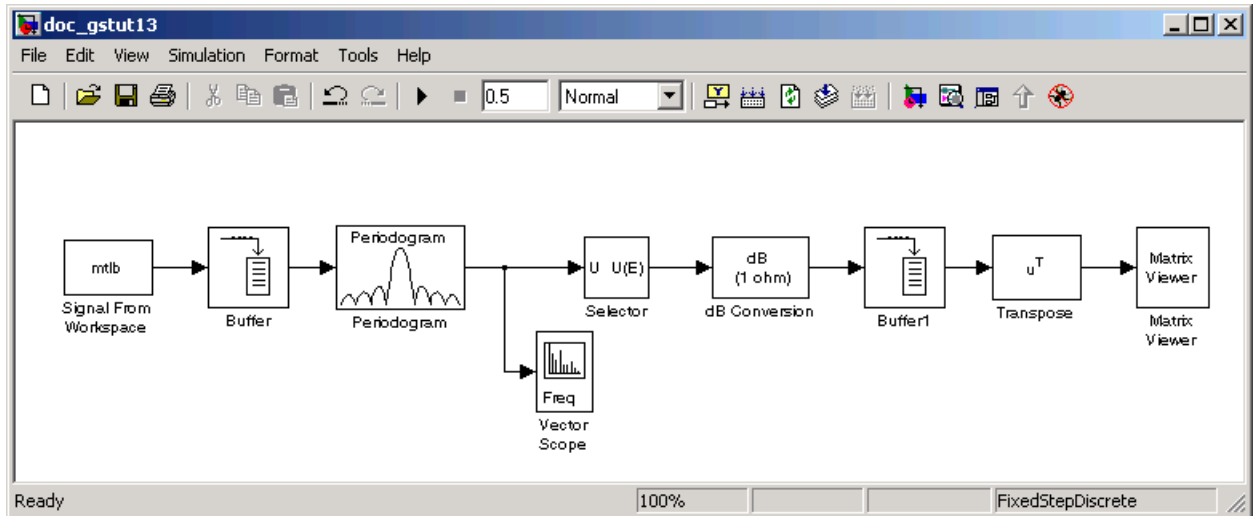 doc_gstut13
File Edit View Simulation Format Tools Help
0.5 Normal
mtlb
Signal From
Workspace
Buffer
Periodogram
Periodogram
U U(E)
Selector
dB
(1 ohm)
dB Conversion
Buffer1
uT
Transpose
Matrix
Viewer
Matrix
Viewer
Freq
Vector
Scope
Ready 100% FixedStepDiscrete